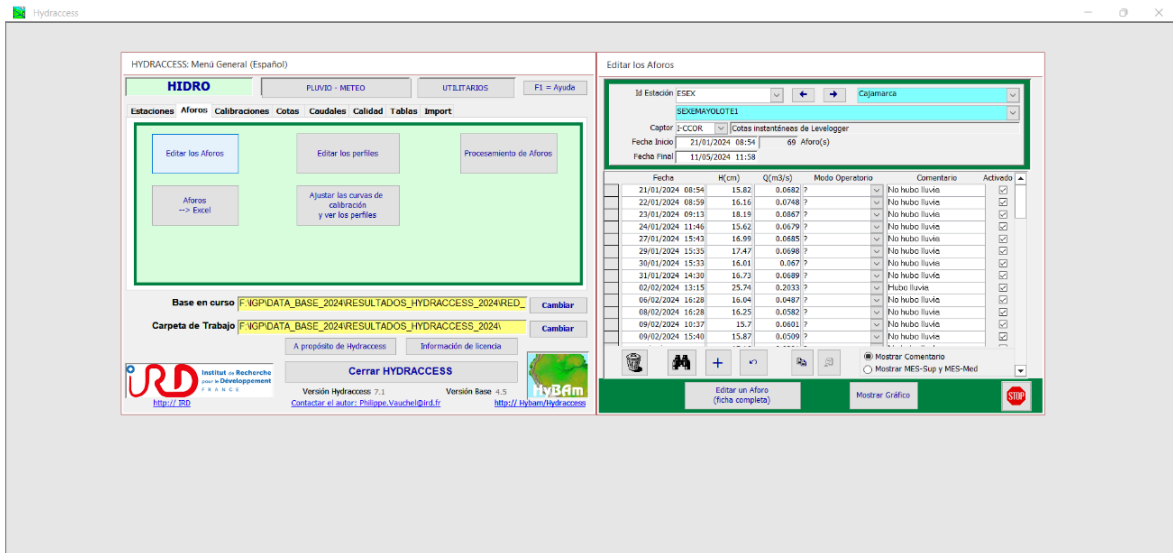 Hydraccess
HYDRACCESS: Menú General (Español)
HIDRO PLUVIO - METEO UTILITARIOS F1 = Ayuda
Estaciones Aforos Calibraciones Cotas Caudales Calidad Tablas Import
Editar los Aforos Editar los perfiles Procesamiento de Aforos
Aforos
--> Excel
Ajustar las curvas de
calibración
y ver los perfiles
Base en curso F:\IGP\DATA_BASE_2024\RESULTADOS_HYDRACCESS_2024\RED_ Cambiar
Carpeta de Trabajo F:\IGP\DATA_BASE_2024\RESULTADOS_HYDRACCESS_2024\ Cambiar
A propósito de Hydraccess Información de licencia
IRD
Institut de Recherche
pour le Développement
FRANCE
Cerrar HYDRACCESS
Versión Hydraccess 7.1 Versión Base 4.5
HyBAm
http:// IRD Contactar el autor: Philippe.Vauchel@ird.fr http:// Hybam/Hydraccess
Editar los Aforos
Id Estación ESEX Cajamarca
SEXEMAYOLOTE1
Captor I-CCOR Cotas instantáneas de Levelogger
Fecha Inicio 21/01/2024 08:54 69 Aforo(s)
Fecha Final 11/05/2024 11:58
Fecha H(cm) Q(m3/s) Modo Operatorio Comentario Activado
21/01/2024 08:54 15.82 0.0682 ? No hubo lluvia
22/01/2024 08:59 16.16 0.0748 ? No hubo lluvia
23/01/2024 09:13 18.19 0.0867 ? No hubo lluvia
24/01/2024 11:46 15.62 0.0679 ? No hubo lluvia
27/01/2024 15:43 16.99 0.0685 ? No hubo lluvia
29/01/2024 15:35 17.47 0.0698 ? No hubo lluvia
30/01/2024 15:33 16.01 0.067 ? No hubo lluvia
31/01/2024 14:30 16.73 0.0689 ? No hubo lluvia
02/02/2024 13:15 25.74 0.2033 ? Hubo lluvia
06/02/2024 16:28 16.04 0.0487 ? No hubo lluvia
08/02/2024 16:28 16.25 0.0582 ? No hubo lluvia
09/02/2024 10:37 15.7 0.0601 ? No hubo lluvia
09/02/2024 15:40 15.87 0.0509 ? No hubo lluvia
Mostrar Comentario
Mostrar MES-Sup y MES-Med
Editar un Aforo
(ficha completa)
Mostrar Gráfico
STOP